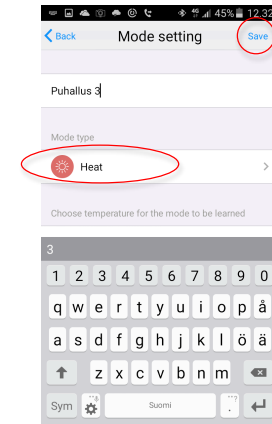 4G 45% 12.32
Back Mode setting Save
Puhallus 3
Mode type
Heat
Choose temperature for the mode to be learned
3
1 2 3 4 5 6 7 8 9 0
q w e r t y u i o p å
a s d f g h j k l ö ä
z x c v b n m
Sym Suomi . ?